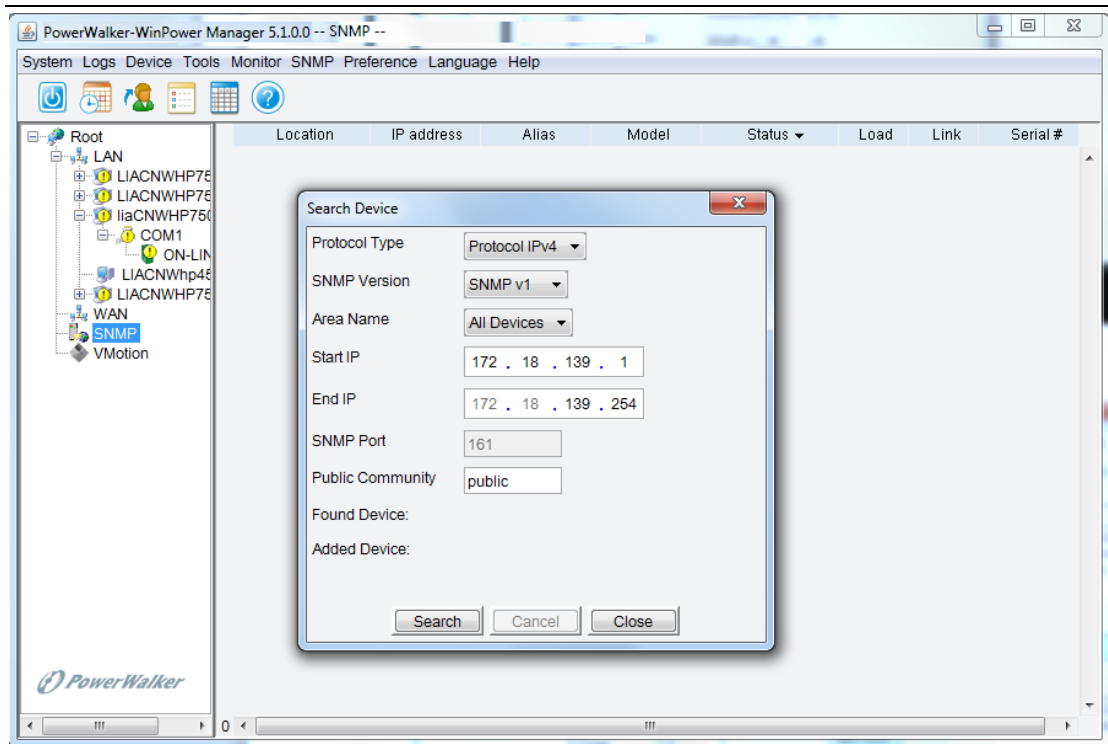 PowerWalker-WinPower Manager 5.1.0.0 -- SNMP --
System Logs Device Tools Monitor SNMP Preference Language Help
Root
LAN
LIACNWHP75
LIACNWHP75
liaCNWHP750
COM1
ON-LIN
LIACNWhp45
LIACNWHP75
WAN
SNMP
VMotion
PowerWalker
Location IP address Alias Model Status Load Link Serial #
Search Device
Protocol Type Protocol IPv4
SNMP Version SNMP v1
Area Name All Devices
Start IP 172 . 18 . 139 . 1
End IP 172 . 18 . 139 . 254
SNMP Port 161
Public Community public
Found Device:
Added Device:
Search Cancel Close
0